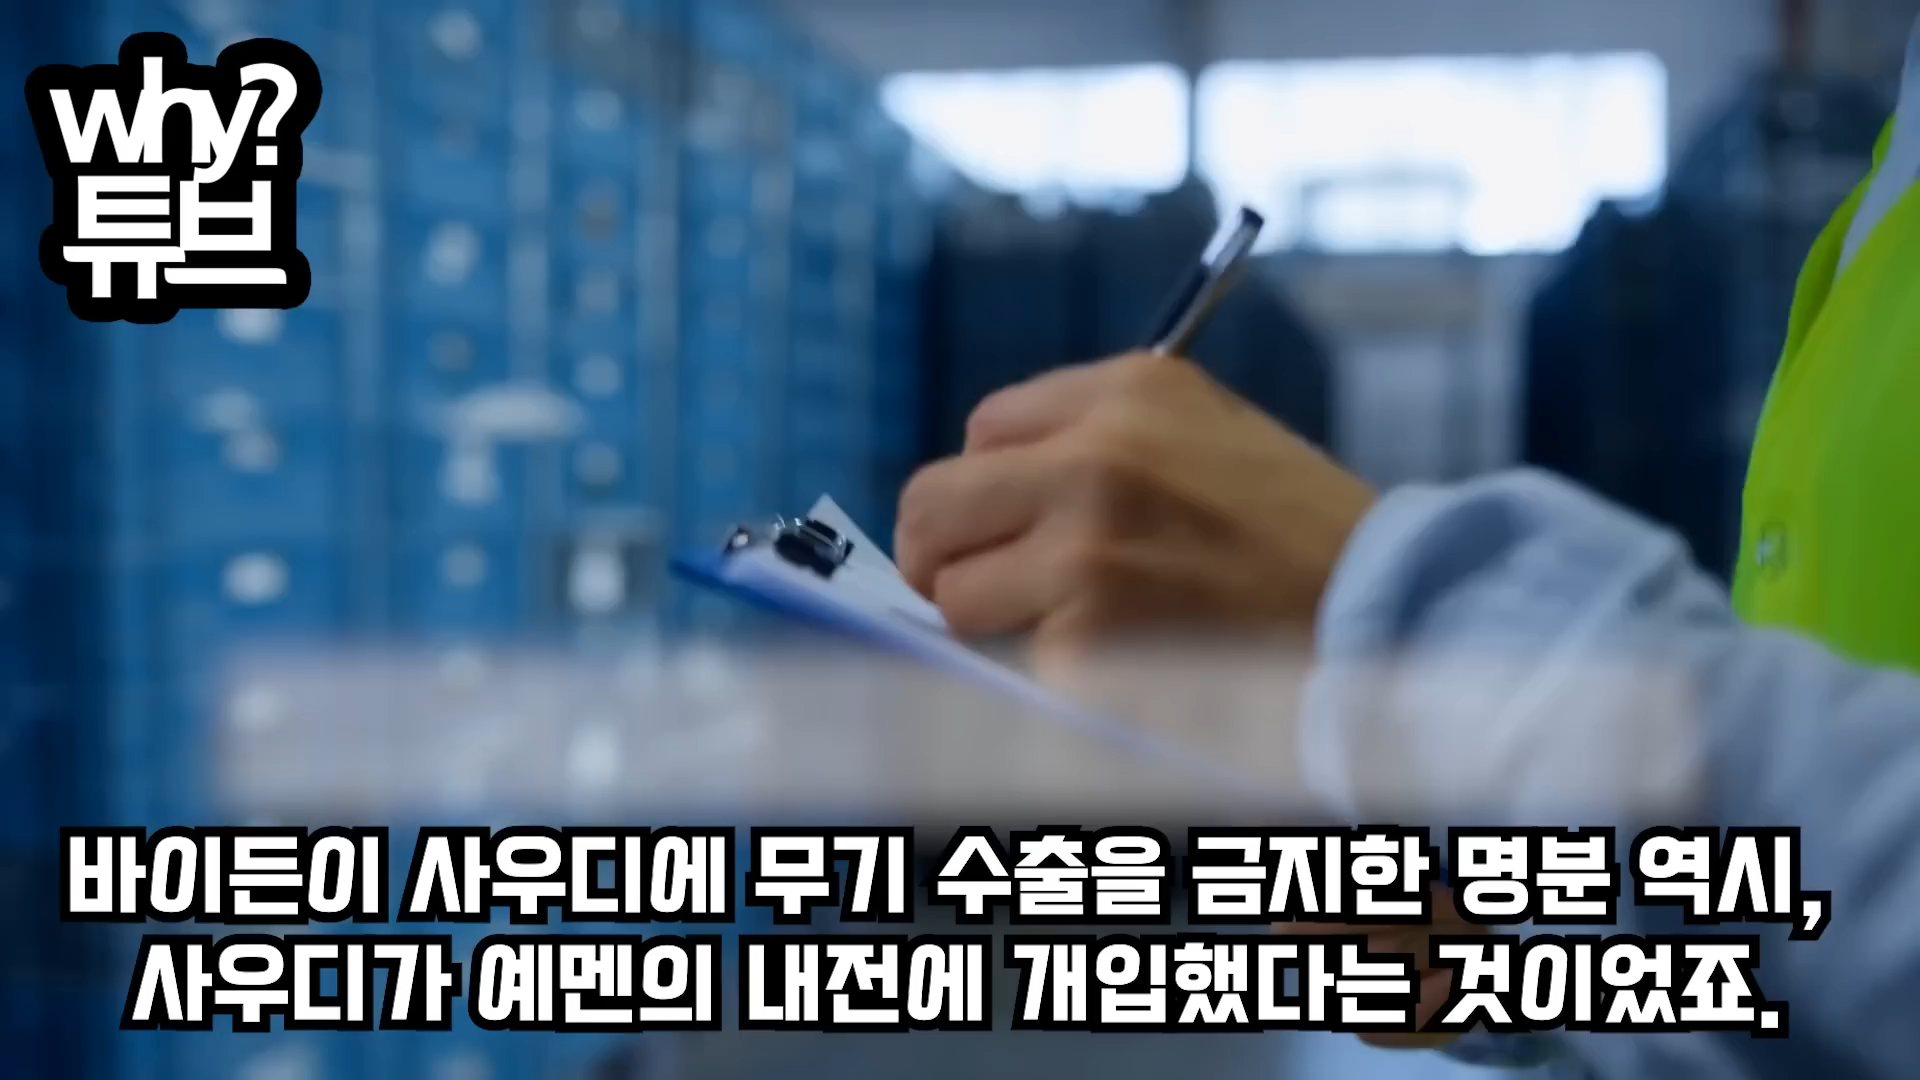 why?
튜브
바이든이 사우디에 무기 수출을 금지한 명분 역시,
사우디가 예멘의 내전에 개입했다는 것이었죠.